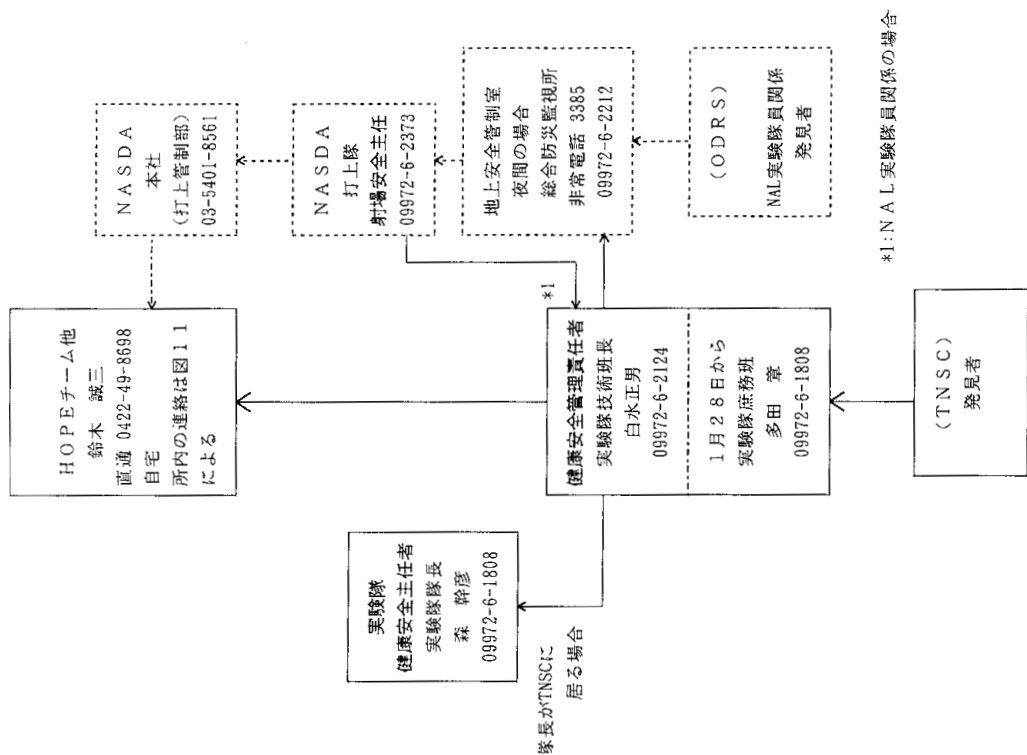 HOPEチーム他
鈴木 誠三
直通 0422-49-8698
自宅
所内の連絡は図11
による
NASDA
本社
(打上管制部)
03-5401-8561
実験隊
健康安全主任者
実験隊隊長
森 幹彦
09972-6-1808
隊長がTNSCに
居る場合
健康安全管理責任者
実験隊技術班長
白水正男
09972-6-2124
1月28日から
実験隊庶務班
多田 章
09972-6-1808
*1
NASDA
打上隊
射場安全主任
09972-6-2373
地上安全管制室
夜間の場合
総合防災監視所
非常電話 3385
09972-6-2212
(TNSC)
発見者
(ODRS)
NAL実験隊員関係
発見者
*1:NAL実験隊員関係の場合